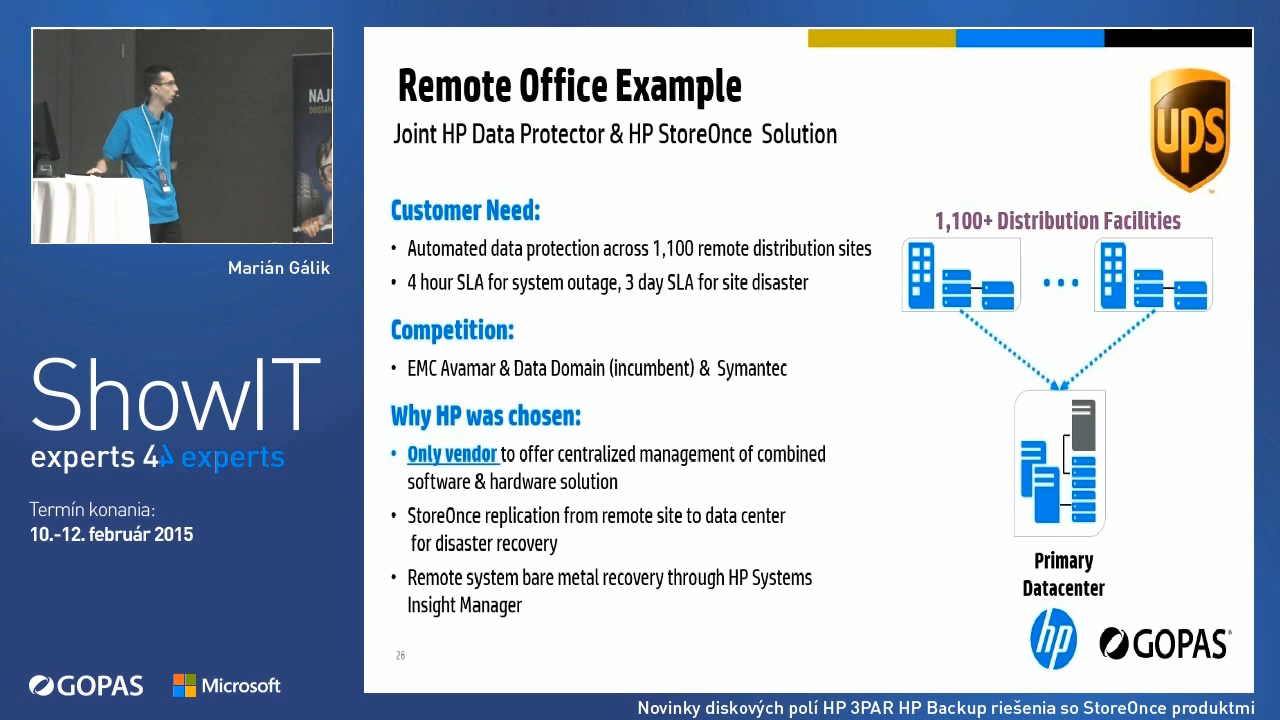 NAJ
Marián Gálik
ShowIT
experts 4 experts
Termín konania:
10.-12. február 2015
GOPAS
Microsoft
Remote Office Example
Joint HP Data Protector & HP StoreOnce Solution
ups
Customer Need:
• Automated data protection across 1,100 remote distribution sites
• 4 hour SLA for system outage, 3 day SLA for site disaster
Competition:
• EMC Avamar & Data Domain (incumbent) & Symantec
Why HP was chosen:
• Only vendor to offer centralized management of combined
software & hardware solution
• StoreOnce replication from remote site to data center
for disaster recovery
• Remote system bare metal recovery through HP Systems
Insight Manager
26
1,100+ Distribution Facilities
Primary
Datacenter
hp
GOPAS
Novinky diskových polí HP 3PAR HP Backup riešenia so StoreOnce produktmi